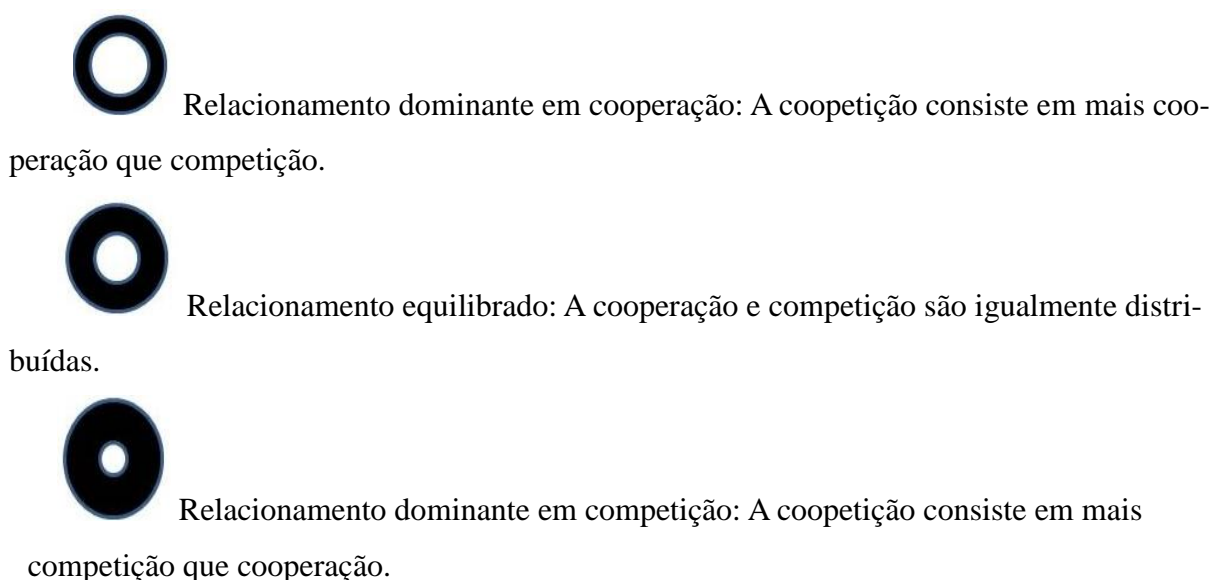 Relacionamento dominante em cooperação: A coopetição consiste em mais coo-
peração que competição.
Relacionamento equilibrado: A cooperação e competição são igualmente distri-
buídas.
Relacionamento dominante em competição: A coopetição consiste em mais
competição que cooperação.